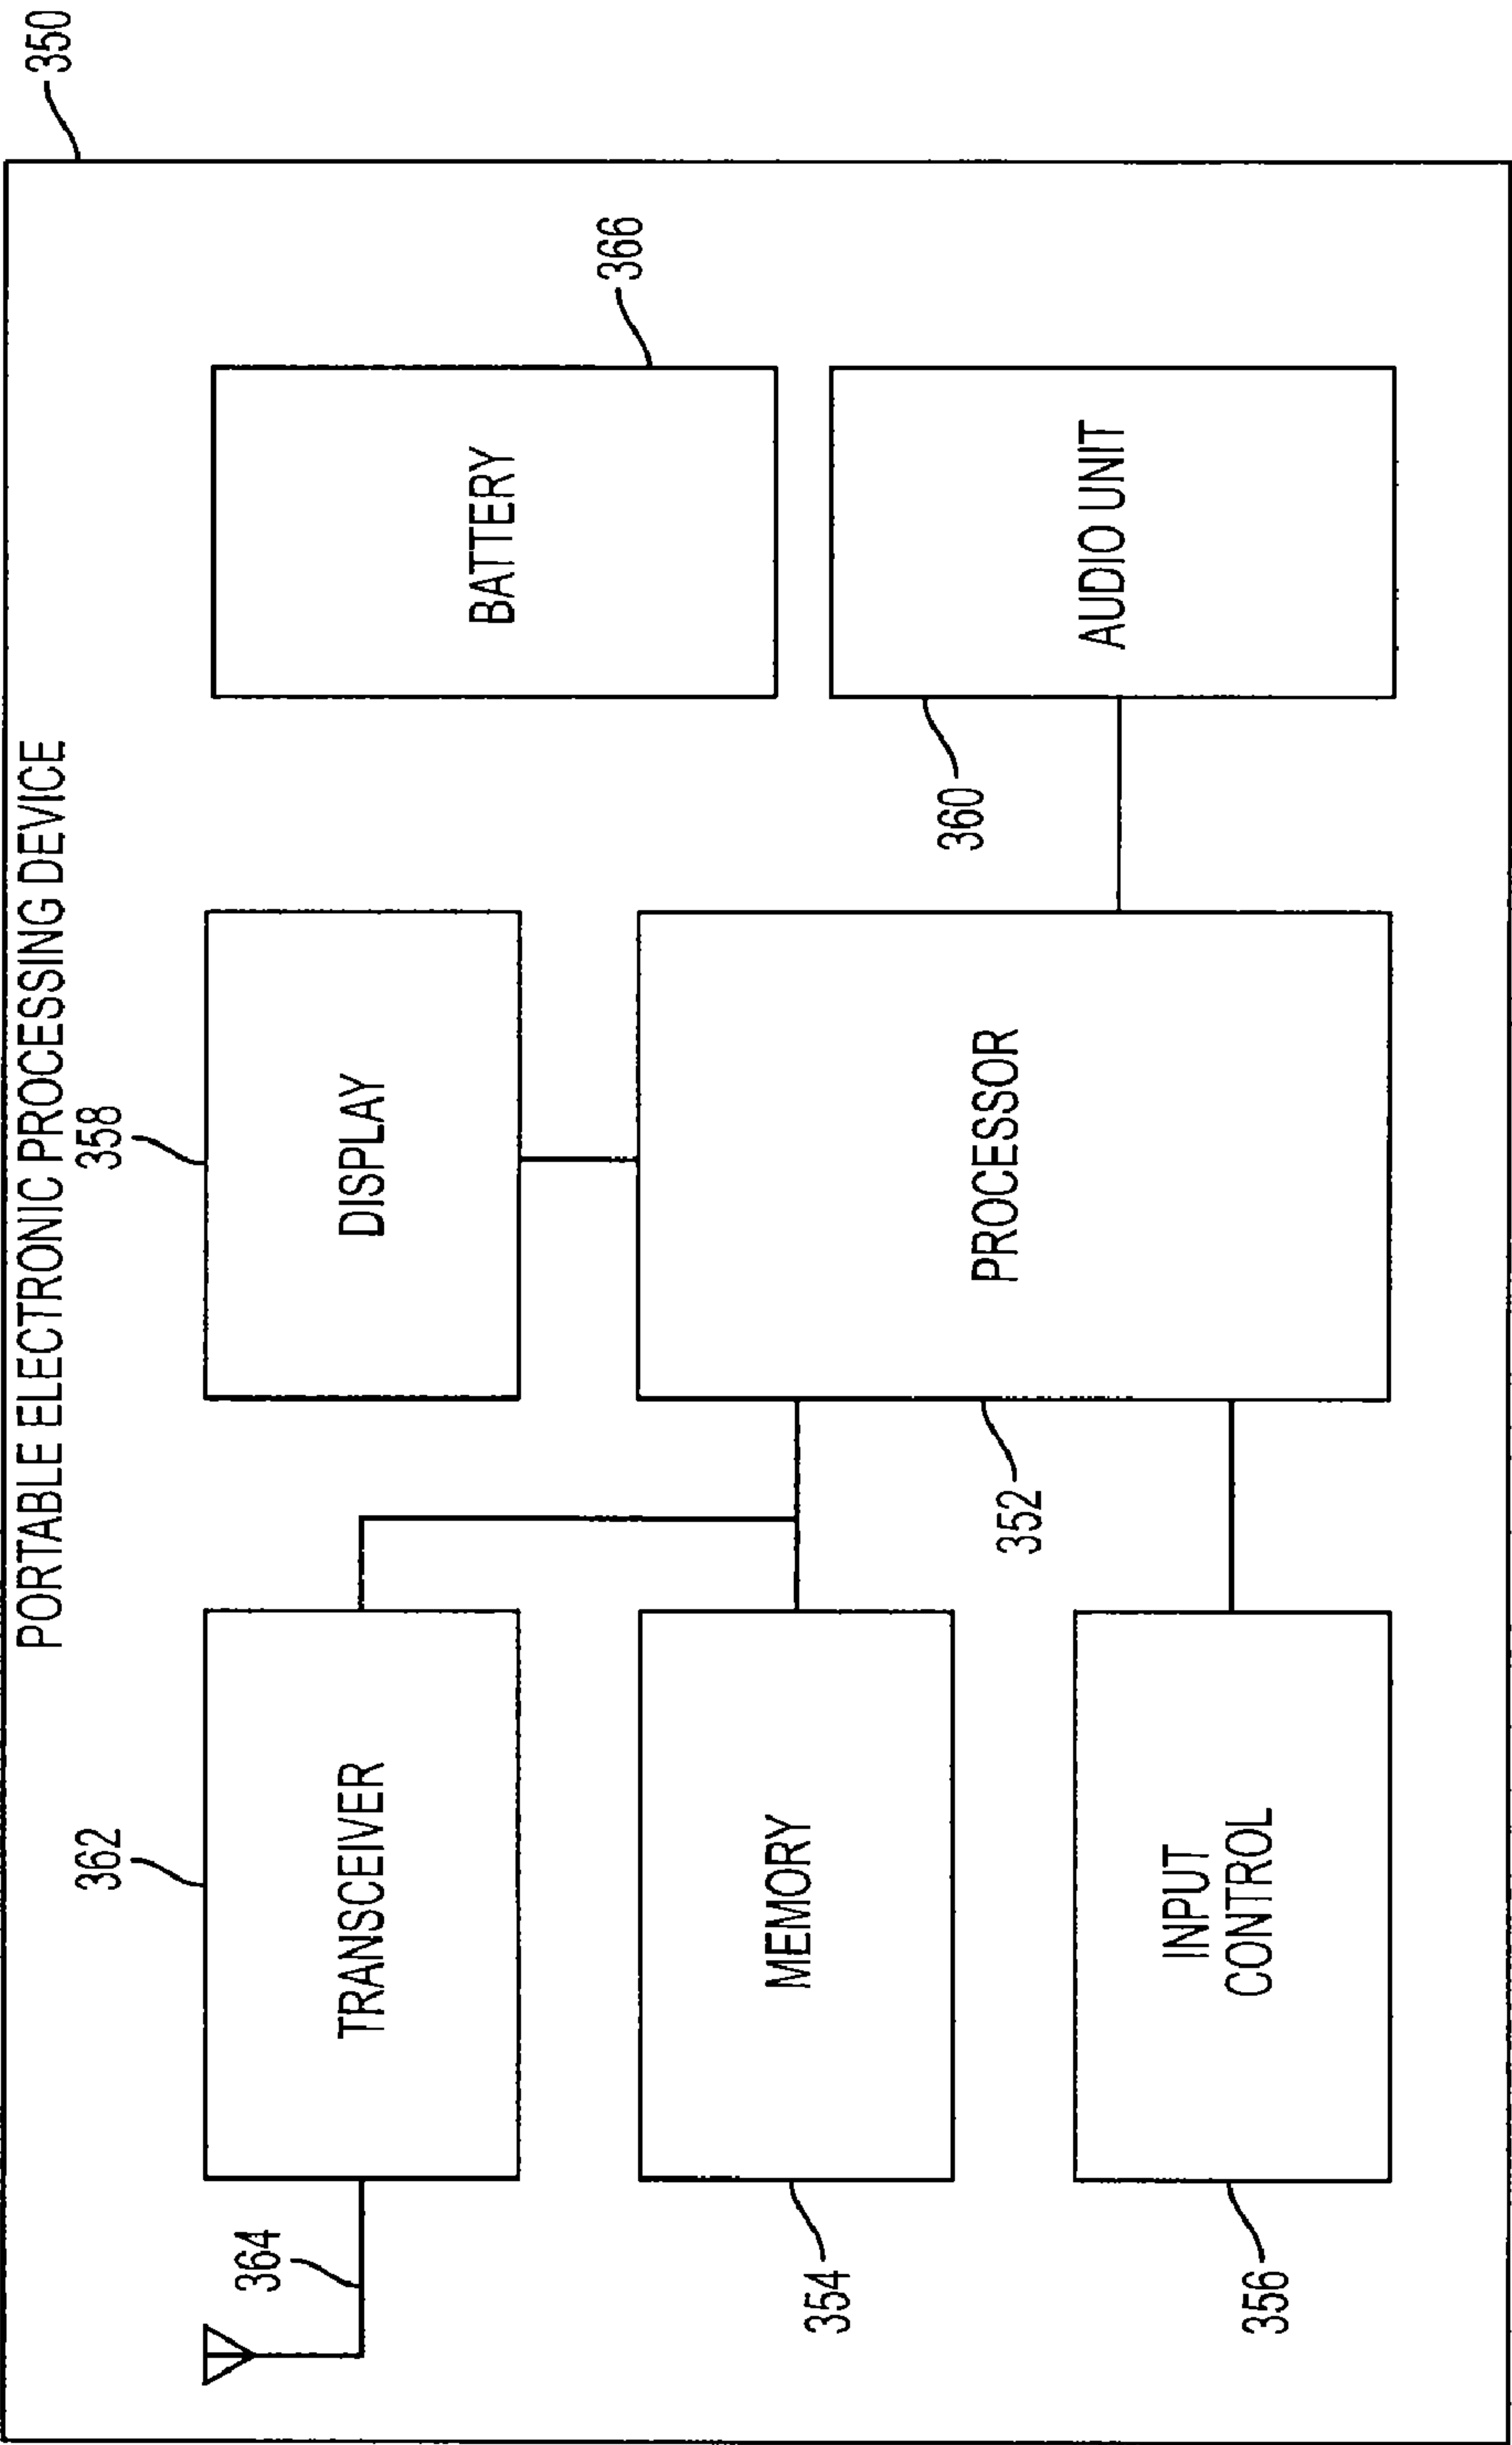 350
PORTABLE ELECTRONIC PROCESSING DEVICE
362
358
364
TRANSCEIVER
DISPLAY
BATTERY
366
MEMORY
PROCESSOR
360
354
352
INPUT
CONTROL
AUDIO UNIT
356